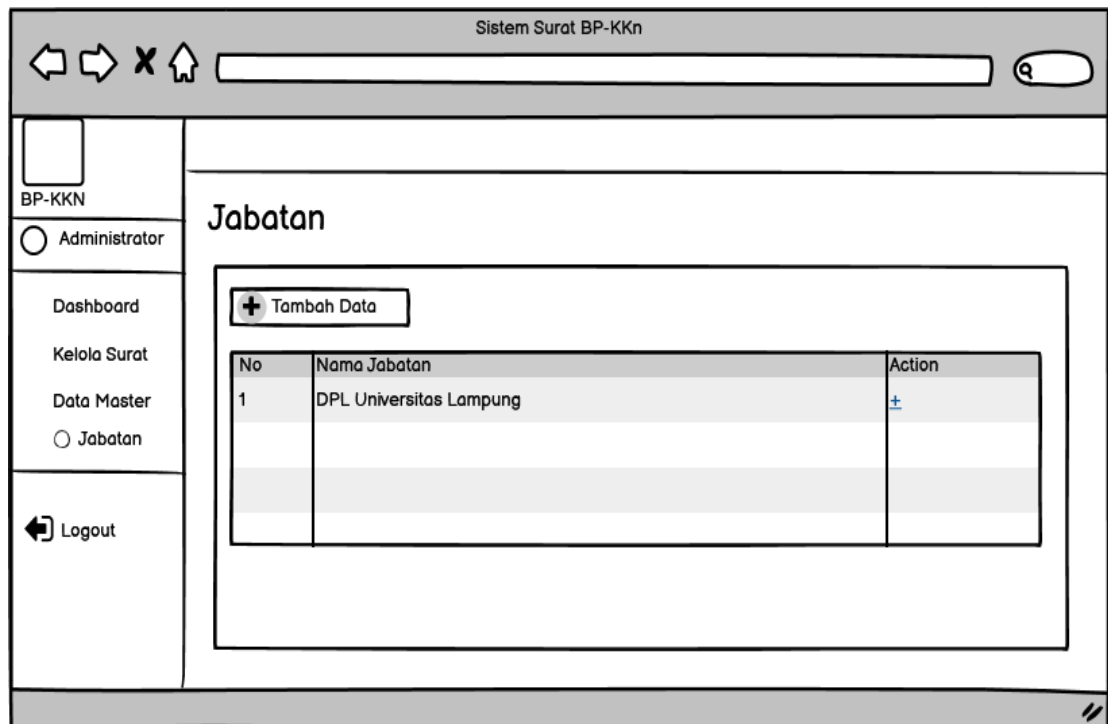 Sistem Surat BP-KKn
BP-KKN
Administrator
Dashboard
Kelola Surat
Data Master
Jabatan
Logout
Jabatan
Tambah Data
No Nama Jabatan Action
1 DPL Universitas Lampung +